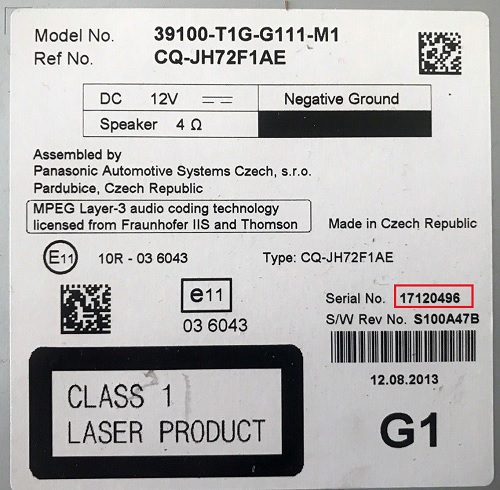 Model No. 39100-T1G-G111-M1
Ref No. CQ-JH72F1AE
DC 12V ⎓ Negative Ground
Speaker 4 Ω
Assembled by
Panasonic Automotive Systems Czech, s.r.o.
Pardubice, Czech Republic
MPEG Layer-3 audio coding technology
licensed from Fraunhofer IIS and Thomson
Made in Czech Republic
E11 10R - 03 6043 Type: CQ-JH72F1AE
e11
03 6043
Serial No. 17120496
S/W Rev No. S100A47B
12.08.2013
G1
CLASS 1
LASER PRODUCT